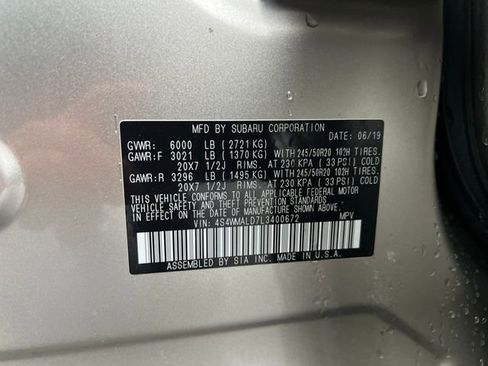 MFD BY SUBARU CORPORATION
DATE: 06/19
GVWR: 6000 LB ( 2721 KG)
GAWR:F 3021 LB ( 1370 KG) WITH 245/50R20 102H TIRES.
20X7 1/2J RIMS. AT 230 KPA ( 33 PSI) COLD
GAWR:R 3296 LB ( 1495 KG) WITH 245/50R20 102H TIRES.
20X7 1/2J RIMS. AT 230 KPA ( 33 PSI) COLD
THIS VEHICLE CONFORMS TO ALL APPLICABLE FEDERAL MOTOR
VEHICLE SAFETY, BUMPER, AND THEFT PREVENTION STANDARDS
IN EFFECT ON THE DATE OF MANUFACTURE SHOWN ABOVE.
VIN: 4S4WMALD7L3400672 MPV
ASSEMBLED BY SIA INC. MADE IN U.S.A.